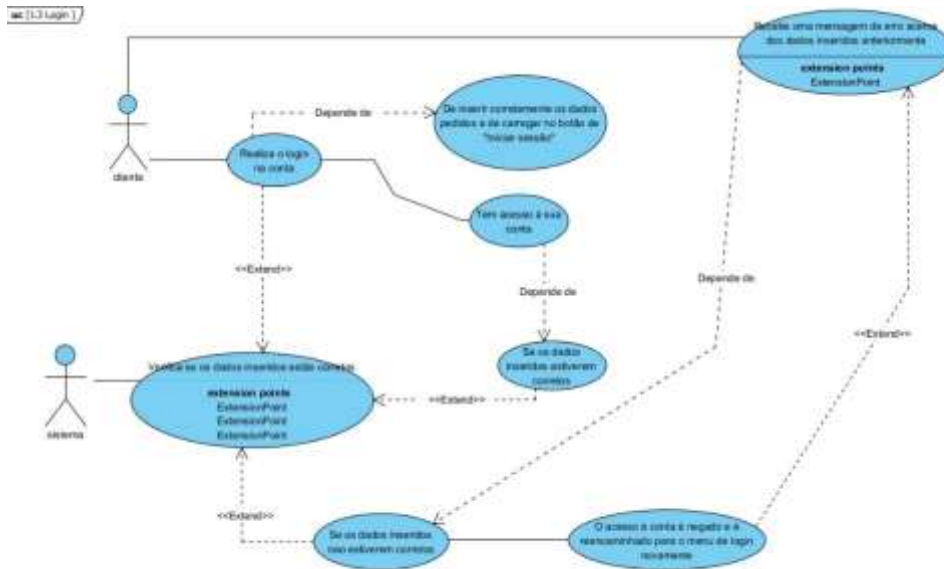 uc [1.3 Login]
Recebe uma mensagem de erro acerca
dos dados inseridos anteriormente
extension points
ExtensionPoint
Se inserir corretamente os dados
pedidos e de carregar no botão de
"iniciar sessão"
Depende de
Realiza o login
na conta
cliente
Tem acesso à sua
conta
<<Extend>>
Depende de
Depende de
<<Extend>>
Se os dados
inseridos estiverem
corretos
Verifica se os dados inseridos estão corretos
extension points
ExtensionPoint
ExtensionPoint
ExtensionPoint
<<Extend>>
sistema
<<Extend>>
Se os dados inseridos
não estiverem corretos
O acesso à conta é negado e é
reencaminhado para o menu de login
novamente